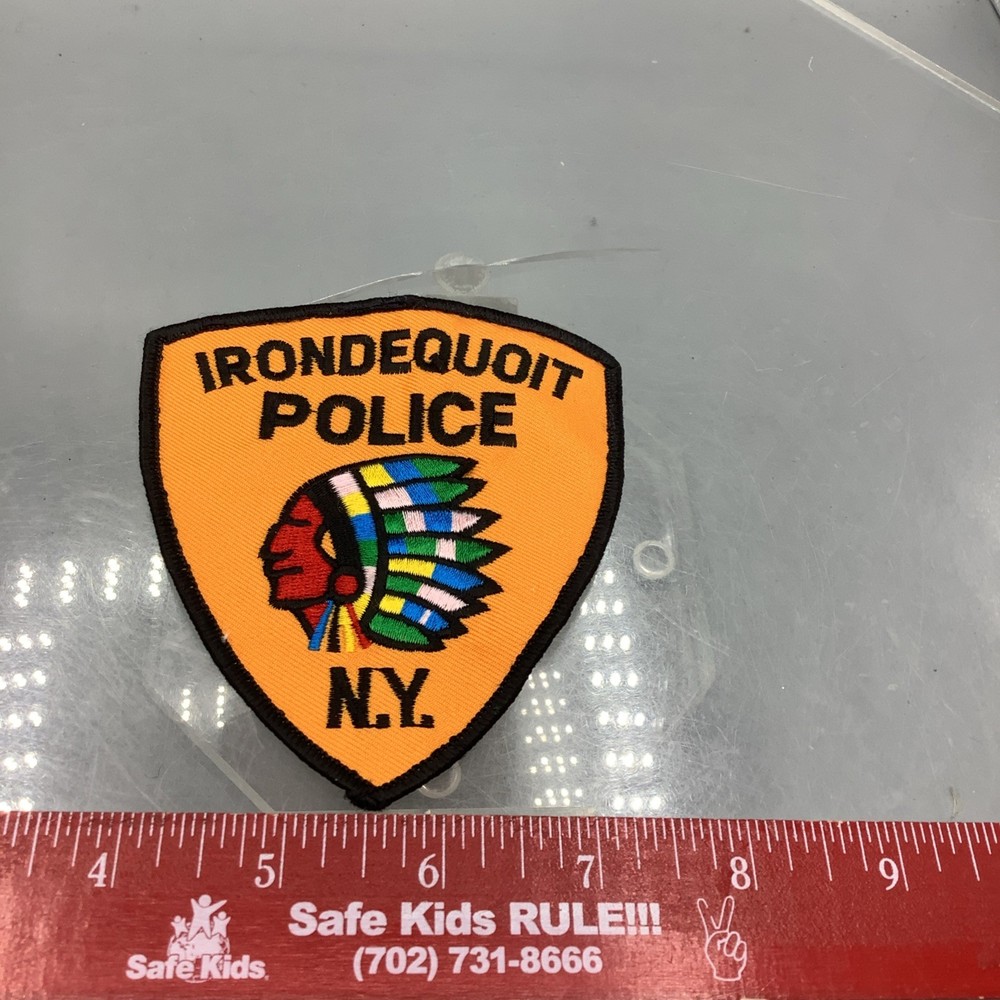 IRONDEQUOIT
POLICE
N.Y.
4 5 6 7 8 9
Safe Kids RULE!!!
(702) 731-8666
Safe Kids